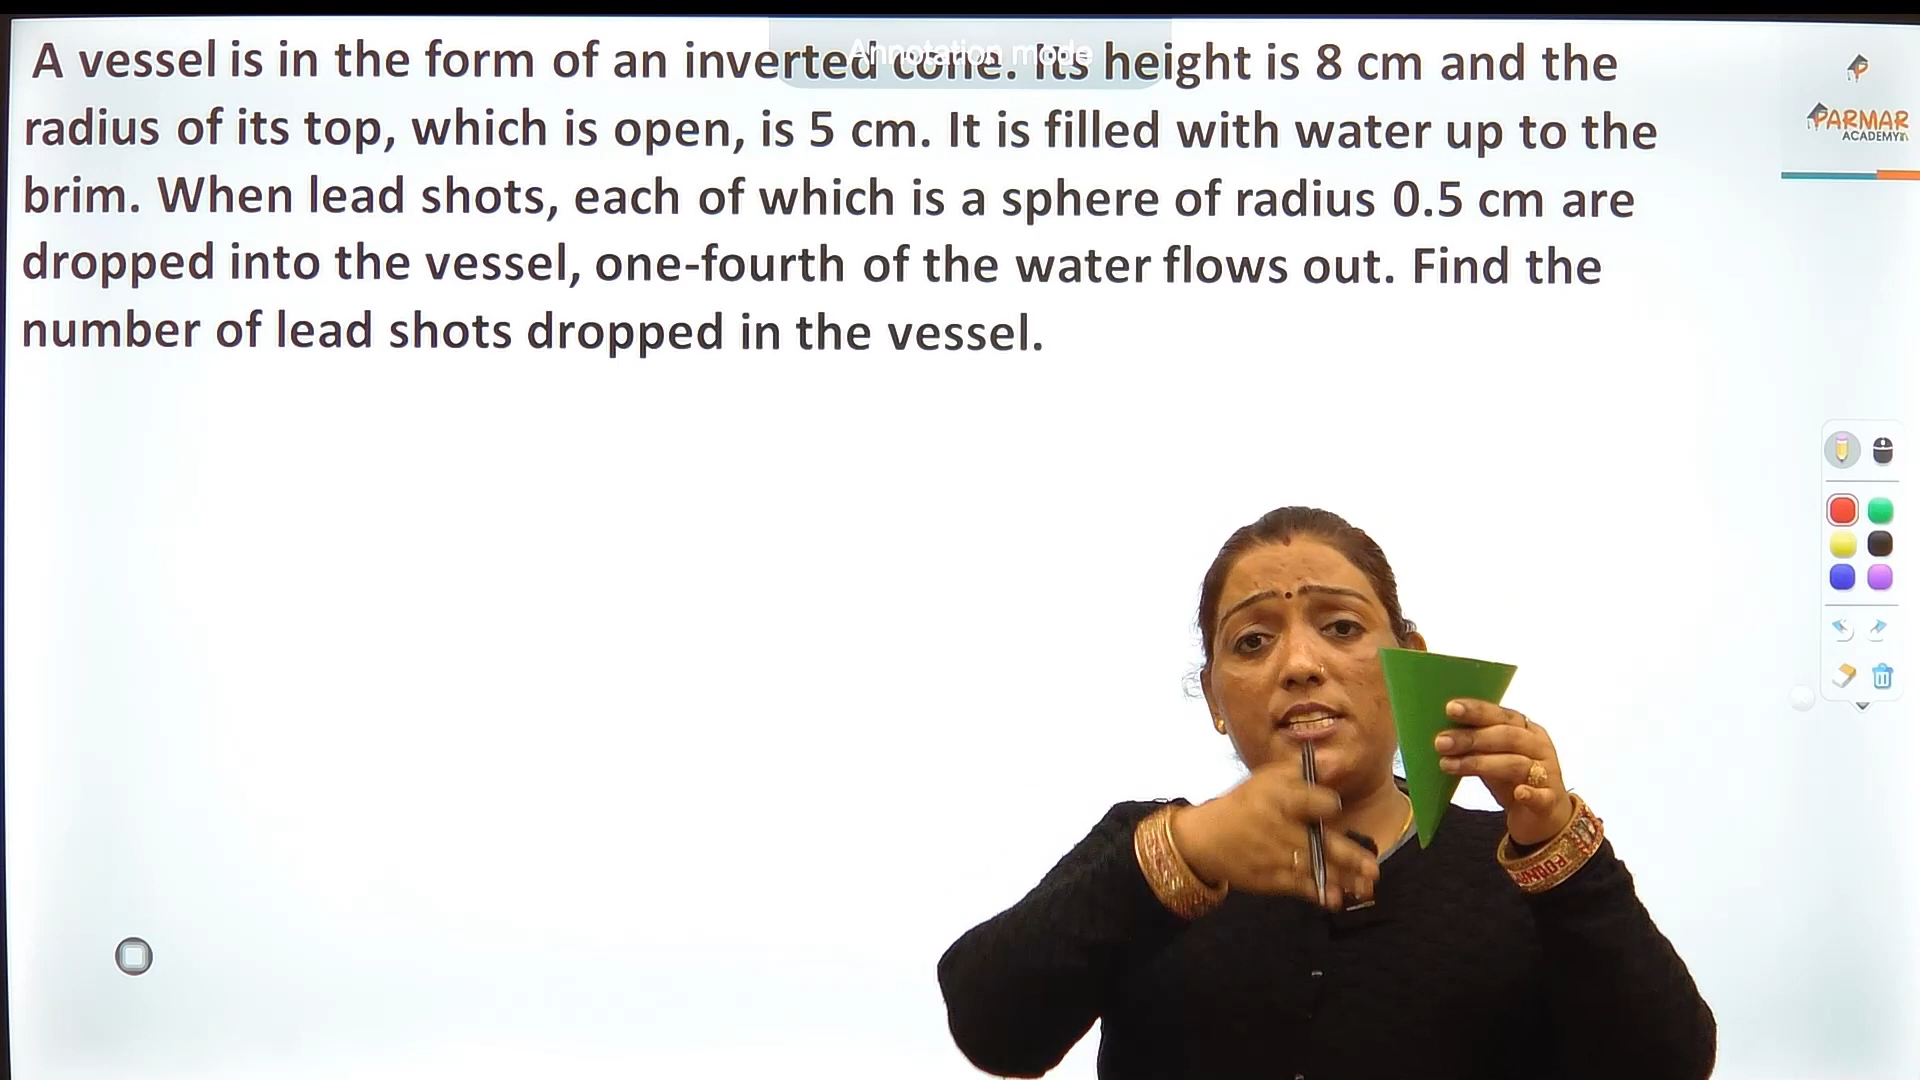 A vessel is in the form of an inverted cone. Its height is 8 cm and the
radius of its top, which is open, is 5 cm. It is filled with water up to the
brim. When lead shots, each of which is a sphere of radius 0.5 cm are
dropped into the vessel, one-fourth of the water flows out. Find the
number of lead shots dropped in the vessel.
Annotation mode
PARMAR
ACADEMY
POONAM